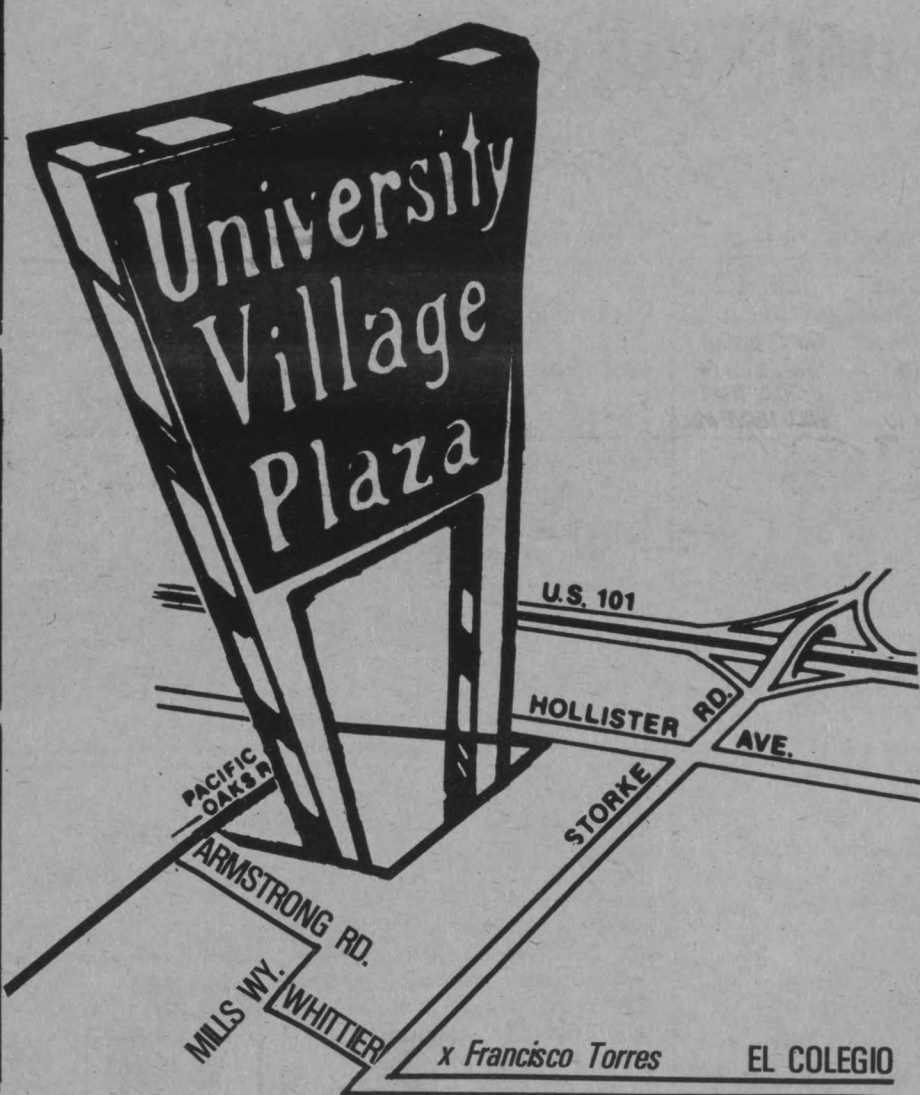 University
Village
Plaza
U.S. 101
HOLLISTER
RD.
AVE.
STORKE
PACIFIC
OAKS R
ARMSTRONG RD.
MILLS WY.
WHITTIER
x Francisco Torres
EL COLEGIO